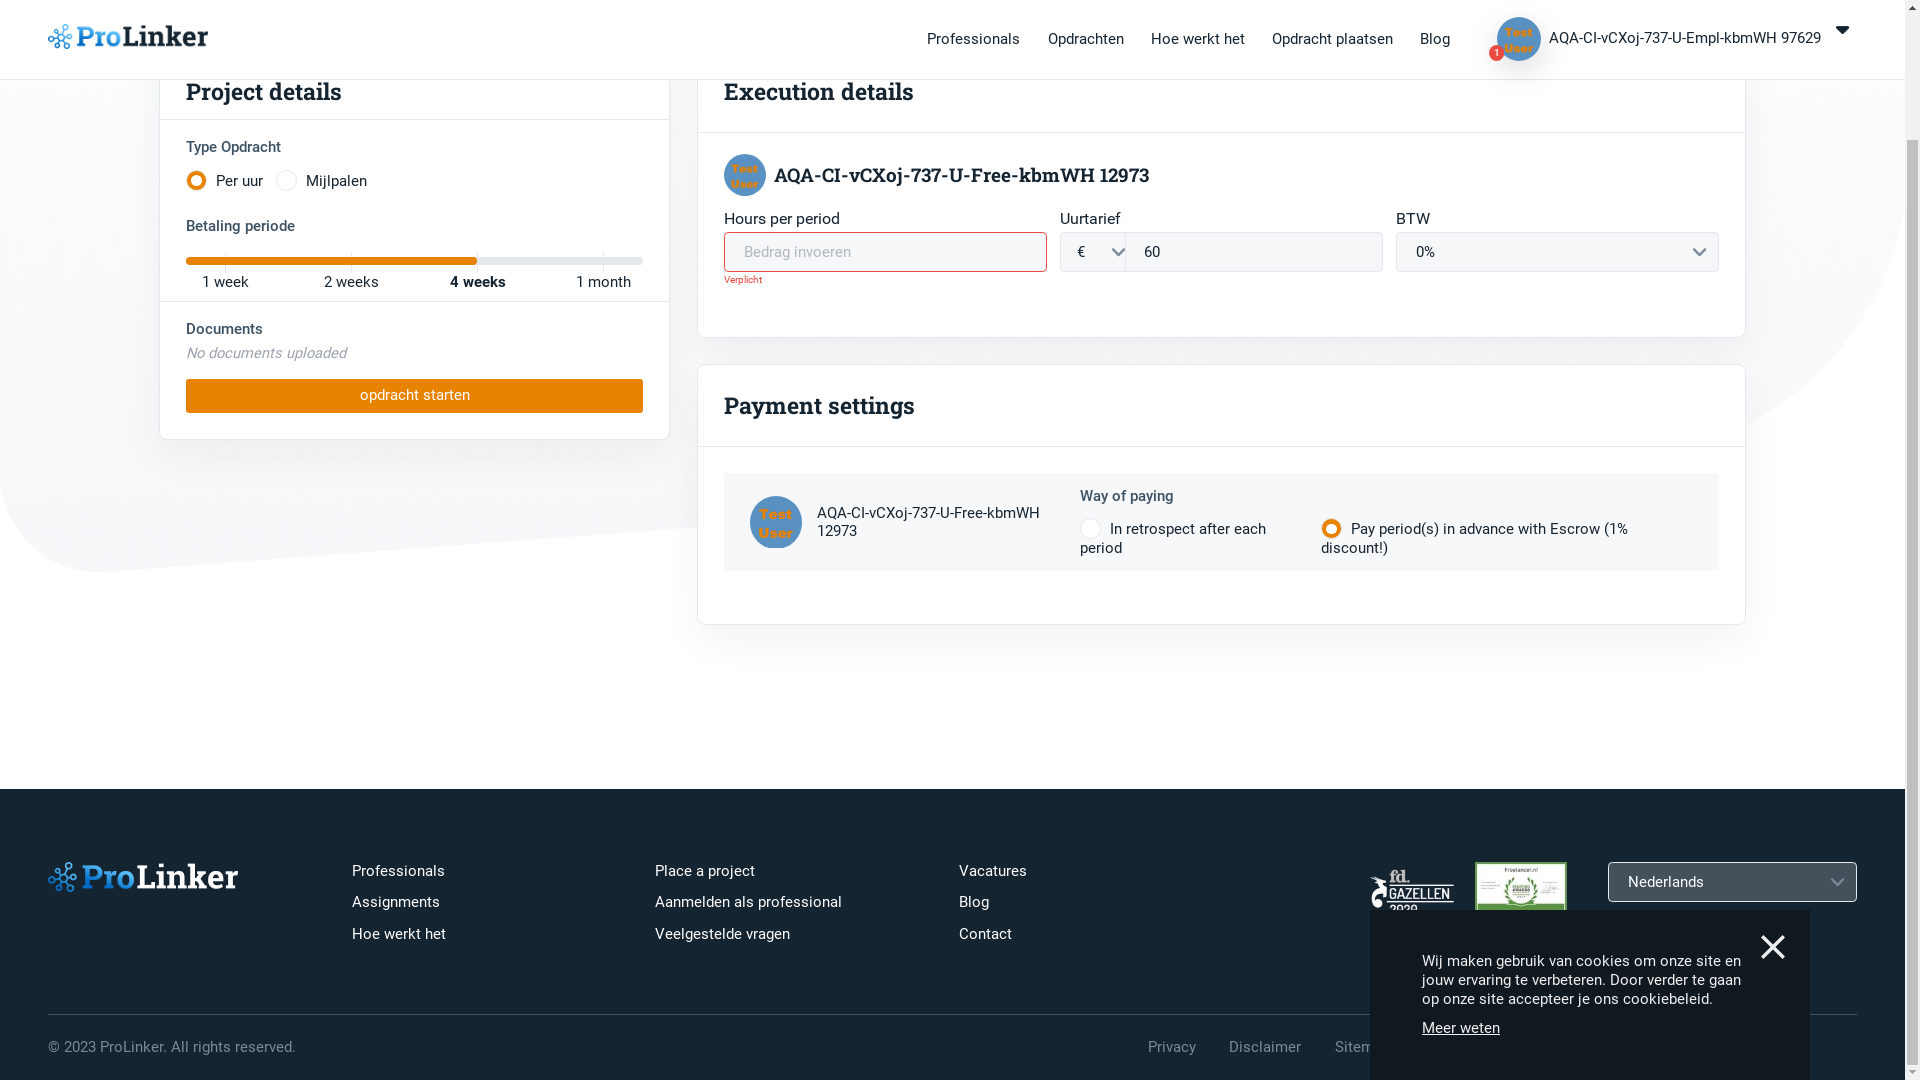 ProLinker
Professionals
Opdrachten
Hoe werkt het
Opdracht plaatsen
Blog
Test User
1
AQA-CI-vCXoj-737-U-Empl-kbmWH 97629
Project details
Type Opdracht
Per uur
Mijlpalen
Betaling periode
1 week
2 weeks
4 weeks
1 month
Documents
No documents uploaded
opdracht starten
Execution details
Test User
AQA-CI-vCXoj-737-U-Free-kbmWH 12973
Hours per period
Uurtarief
BTW
Bedrag invoeren
€
60
0%
Verplicht
Payment settings
Test User
AQA-CI-vCXoj-737-U-Free-kbmWH
12973
Way of paying
In retrospect after each
period
Pay period(s) in advance with Escrow (1%
discount!)
ProLinker
Professionals
Assignments
Hoe werkt het
Place a project
Aanmelden als professional
Veelgestelde vragen
Vacatures
Blog
Contact
fd.
GAZELLEN
2020
Freelancer.nl
Nederlands
Wij maken gebruik van cookies om onze site en
jouw ervaring te verbeteren. Door verder te gaan
op onze site accepteer je ons cookiebeleid.
Meer weten
© 2023 ProLinker. All rights reserved.
Privacy
Disclaimer
Sitem